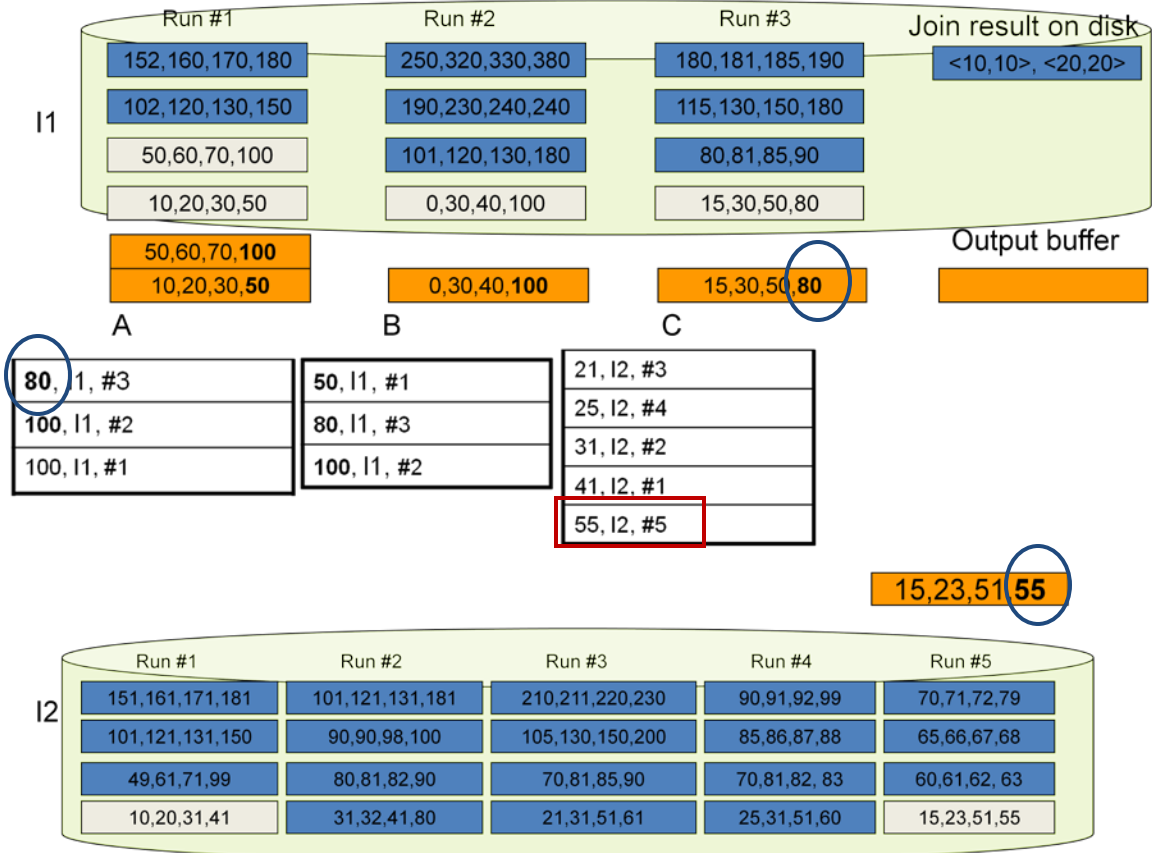 Run #1 Run #2 Run #3 Join result on disk
152,160,170,180 250,320,330,380 180,181,185,190 <10,10>, <20,20>
102,120,130,150 190,230,240,240 115,130,150,180
I1
50,60,70,100 101,120,130,180 80,81,85,90
10,20,30,50 0,30,40,100 15,30,50,80
50,60,70,100 Output buffer
10,20,30,50 0,30,40,100 15,30,50,80
A B C
80, I1, #3
100, I1, #2
100, I1, #1
50, I1, #1
80, I1, #3
100, I1, #2
21, I2, #3
25, I2, #4
31, I2, #2
41, I2, #1
55, I2, #5
15,23,51,55
Run #1 Run #2 Run #3 Run #4 Run #5
151,161,171,181 101,121,131,181 210,211,220,230 90,91,92,99 70,71,72,79
I2
101,121,131,150 90,90,98,100 105,130,150,200 85,86,87,88 65,66,67,68
49,61,71,99 80,81,82,90 70,81,85,90 70,81,82, 83 60,61,62, 63
10,20,31,41 31,32,41,80 21,31,51,61 25,31,51,60 15,23,51,55